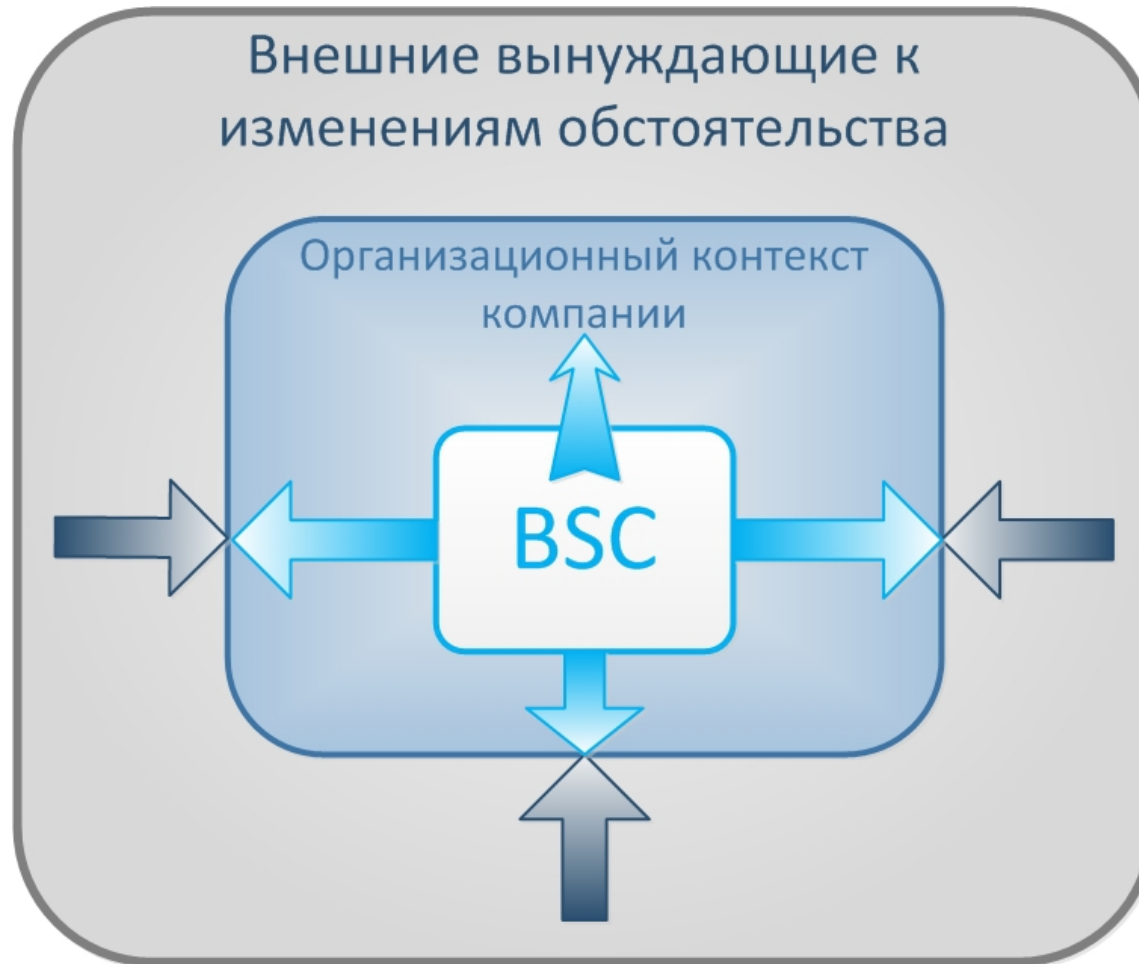 Внешние вынуждающие к
изменениям обстоятельства
Организационный контекст
компании
BSC